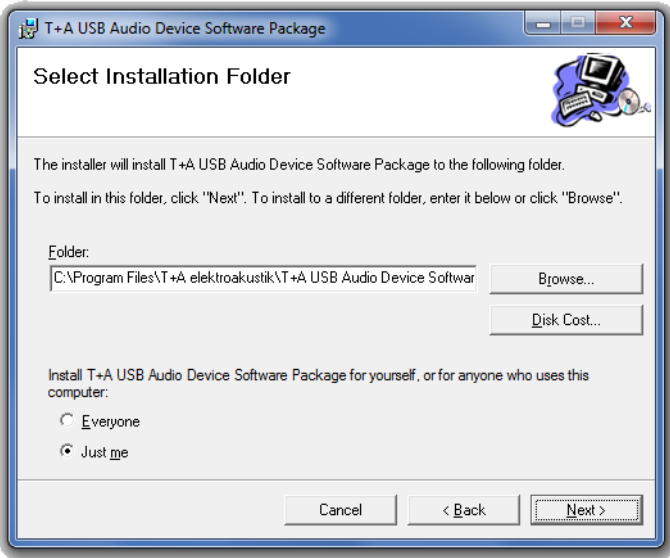 T+A USB Audio Device Software Package
Select Installation Folder
The installer will install T+A USB Audio Device Software Package to the following folder.
To install in this folder, click "Next". To install to a different folder, enter it below or click "Browse".
Folder:
C:\Program Files\T+A elektroakustik\T+A USB Audio Device Softwar
Browse...
Disk Cost...
Install T+A USB Audio Device Software Package for yourself, or for anyone who uses this
computer:
Everyone
Just me
Cancel
< Back
Next >